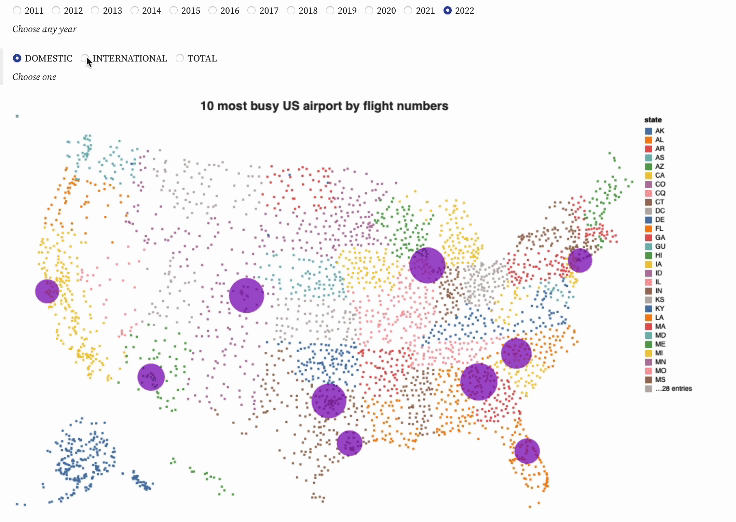 2011 2012 2013 2014 2015 2016 2017 2018 2019 2020 2021 2022
Choose any year
DOMESTIC INTERNATIONAL TOTAL
Choose one
10 most busy US airport by flight numbers
state
AK
AL
AR
AS
AZ
CA
CO
CQ
CT
DC
DE
FL
GA
GU
HI
IA
ID
IL
IN
KS
KY
LA
MA
MD
ME
MI
MN
MO
MS
...28 entries